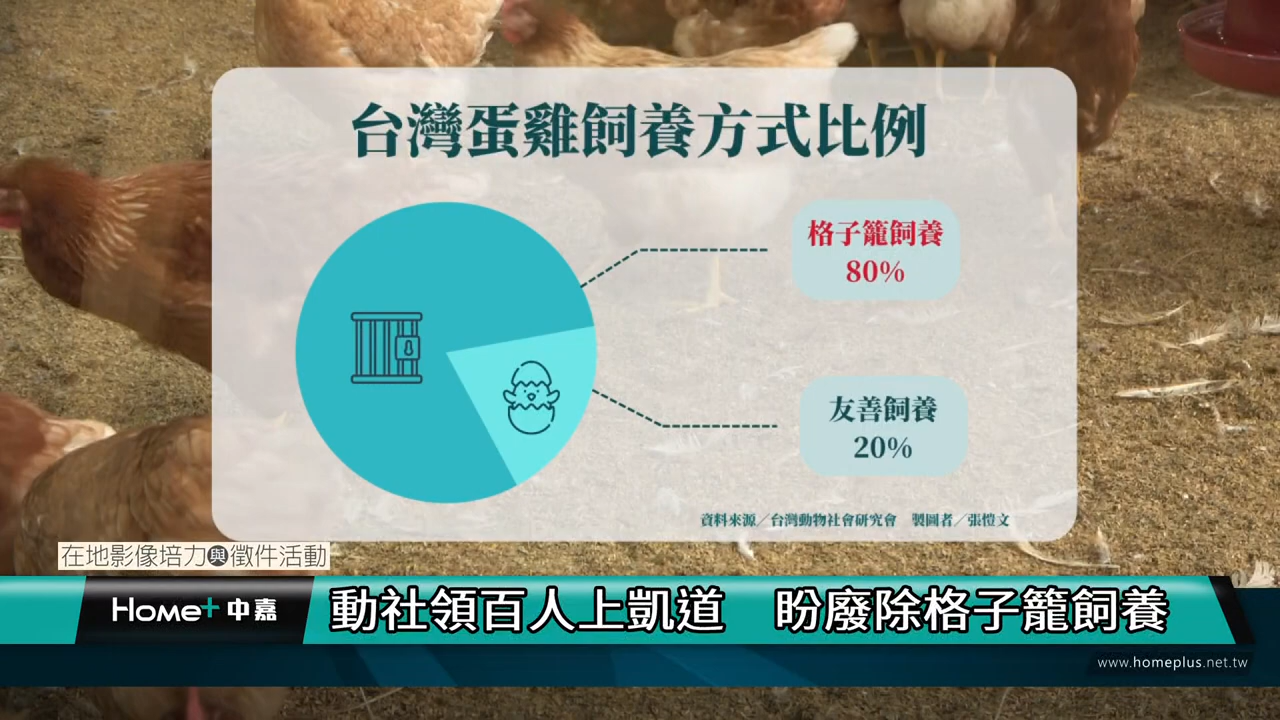 台灣蛋雞飼養方式比例
格子籠飼養
80%
友善飼養
20%
資料來源／台灣動物社會研究會　製圖者／張愷文
在地影像培力與徵件活動
Home+中嘉
動社領百人上凱道　盼廢除格子籠飼養
www.homeplus.net.tw